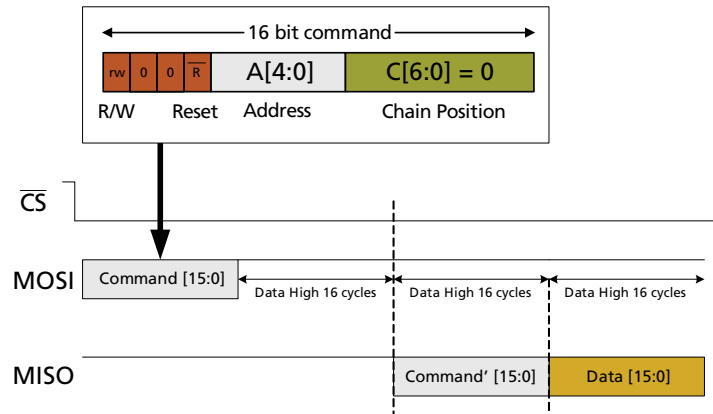 16 bit command
rw 0 0 R̅ A[4:0] C[6:0] = 0
R/W Reset Address Chain Position
C̅S̅
MOSI Command [15:0] Data High 16 cycles Data High 16 cycles Data High 16 cycles
MISO Command' [15:0] Data [15:0]